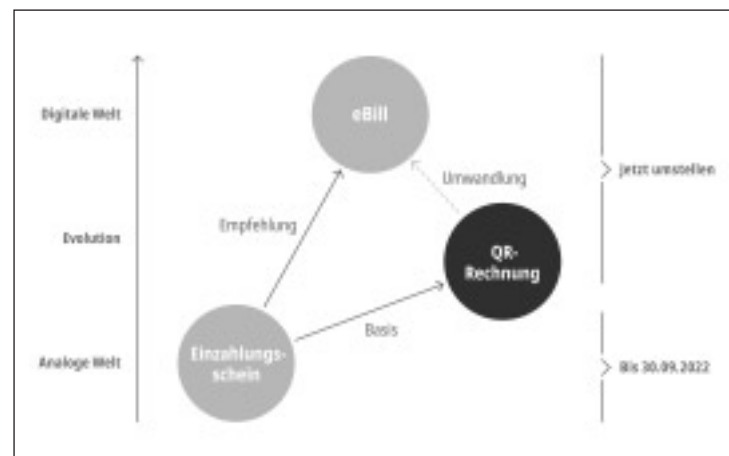 Digitale Welt
eBill
Jetzt umstellen
Umwandlung
Empfehlung
Evolution
QR-
Rechnung
Basis
Einzahlungs-
schein
Analoge Welt
Bis 30.09.2022